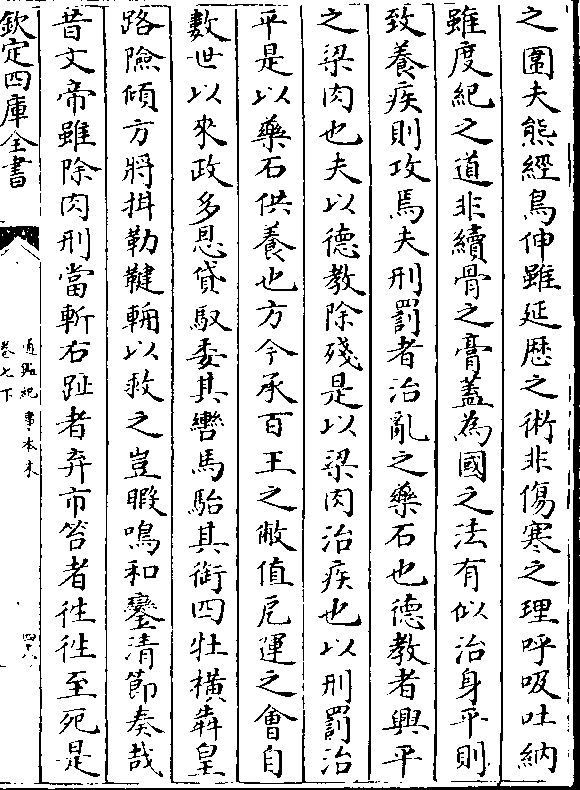 之圍夫熊經鳥伸雖延歴之術非傷寒之理呼吸吐納
雖度紀之道非續骨之膏蓋為國之法有似治身平則
致養疾則攻焉夫刑罰者治亂之藥石也德教者興平
之梁肉也夫以德教除殘是以梁肉治疾也以刑罰治
平是以藥石供養也方今承百王之敝值厄運之會自
數世以來政多恩貸馭委其轡馬駘其銜四牡橫犇皇
路險傾方將拑勒鞬輈以救之豈暇鳴和鑾清節奏哉
昔文帝雖除肉刑當斬右趾者弃市笞者往往至死是
欽定四庫全書
通鑑紀事本末
卷七下
四十八